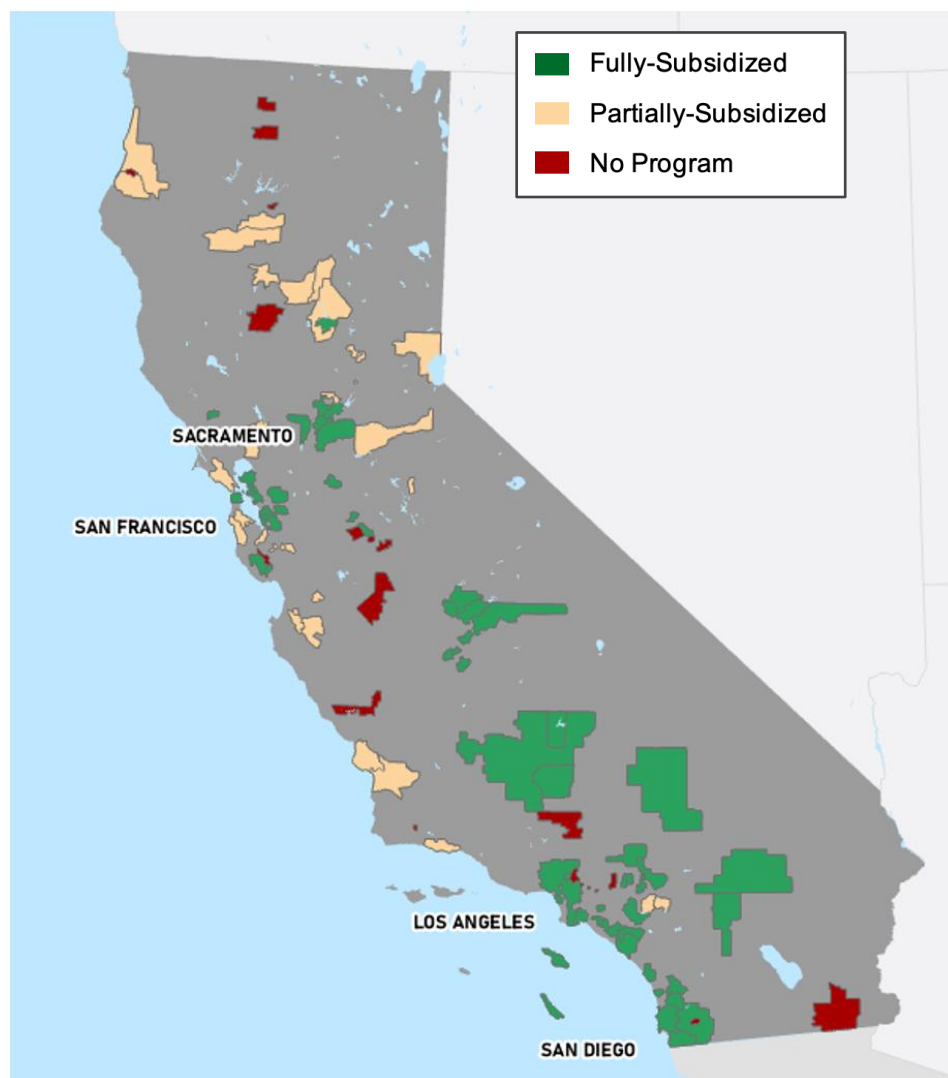 Fully-Subsidized
Partially-Subsidized
No Program
SACRAMENTO
SAN FRANCISCO
LOS ANGELES
SAN DIEGO